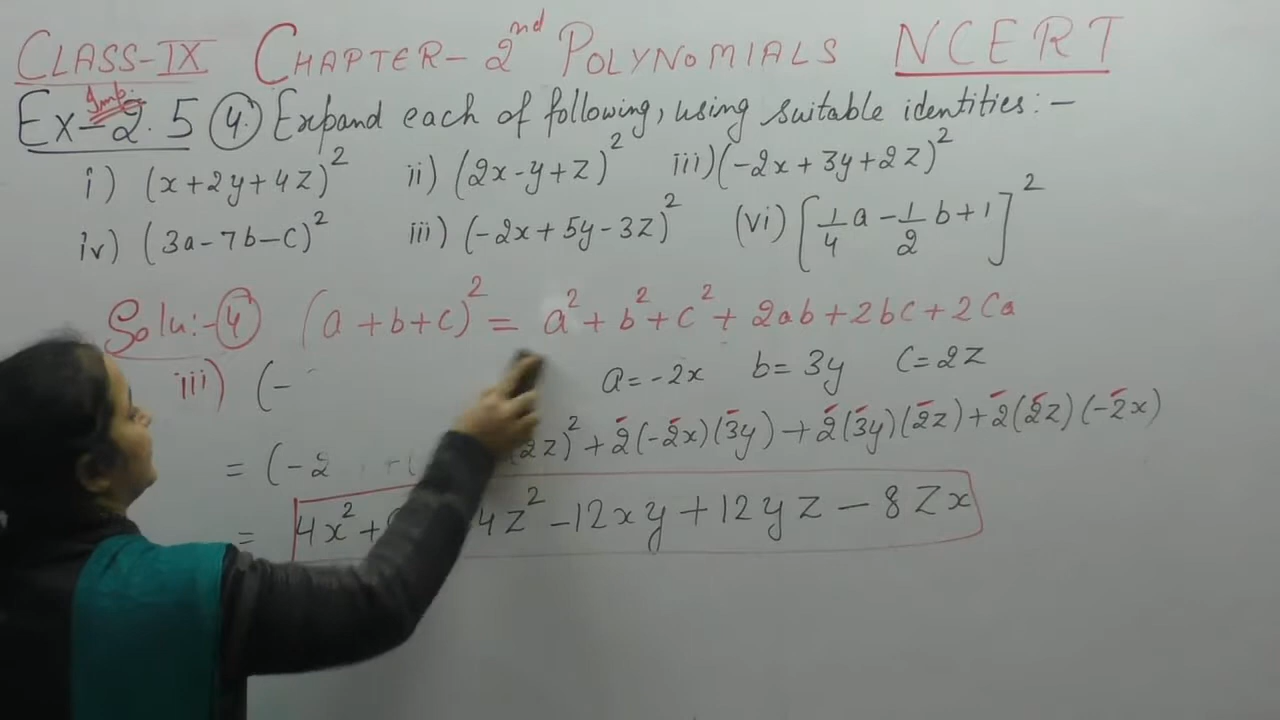 CLASS-IX CHAPTER-2nd POLYNOMIALS NCERT
Imp.
Ex-2.5 (4.) Expand each of following, using suitable identities:-
i) (x+2y+4z)² ii) (2x-y+z)² iii) (-2x+3y+2z)²
iv) (3a-7b-c)² iii) (-2x+5y-3z)² (vi) [1/4 a - 1/2 b+1]²
Solu:-(4) (a+b+c)² = a²+b²+c²+2ab+2bc+2ca
iii) (- a=-2x b=3y c=2z
= (-2 2z)²+2(-2x)(3y)+2(3y)(2z)+2(2z)(-2x)
= 4x²+ 4z²-12xy+12yz-8zx